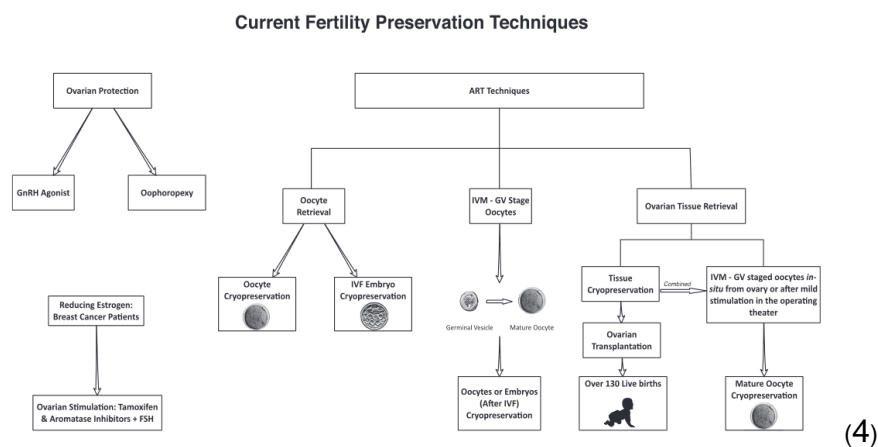 Current Fertility Preservation Techniques
Ovarian Protection
ART Techniques
GnRH Agonist
Oophoropexy
Oocyte
Retrieval
IVM - GV Stage
Oocytes
Ovarian Tissue Retrieval
Oocyte
Cryopreservation
IVF Embryo
Cryopreservation
Germinal Vesicle
Mature Oocyte
Tissue
Cryopreservation
Combined
IVM - GV staged oocytes in-
situ from ovary or after mild
stimulation in the operating
theater
Reducing Estrogen:
Breast Cancer Patients
Ovarian
Transplantation
Ovarian Stimulation: Tamoxifen
& Aromatase Inhibitors + FSH
Oocytes or Embryos
(After IVF)
Cryopreservation
Over 130 Live births
Mature Oocyte
Cryopreservation
(4)